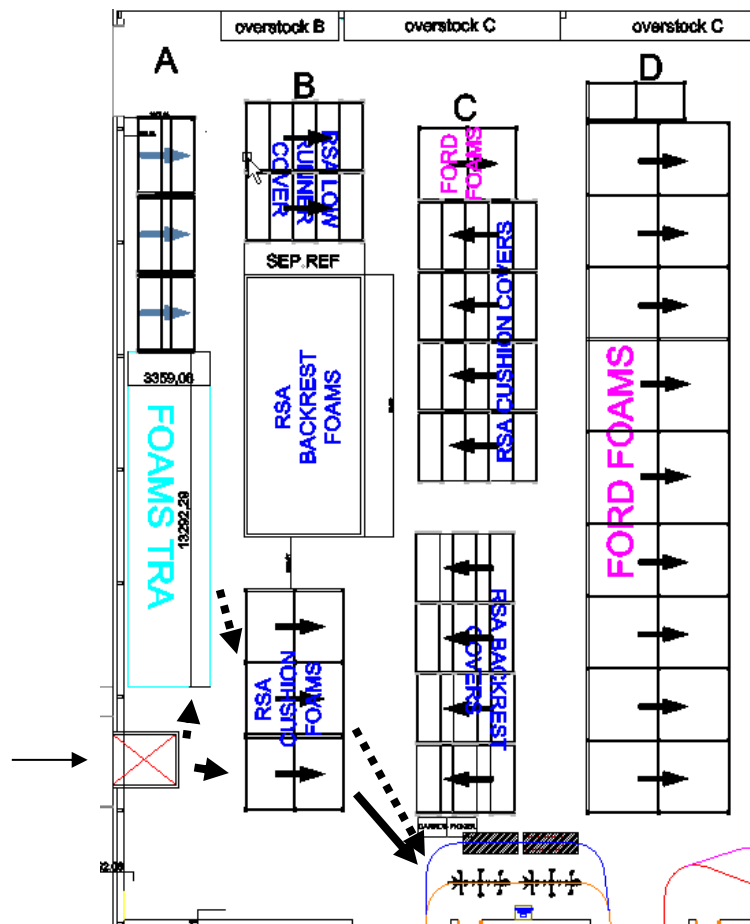 overstock B
overstock C
overstock C
A
B
C
D
RSA LOW
RUNNER
COVER
FORD
FOAMS
SEP.REF
3359,06
FOAMS TRA
13292,29
RSA
BACKREST
FOAMS
RSA CUSHION COVERS
FORD FOAMS
RSA
CUSHION
FOAMS
RSA BACKREST
COVERS